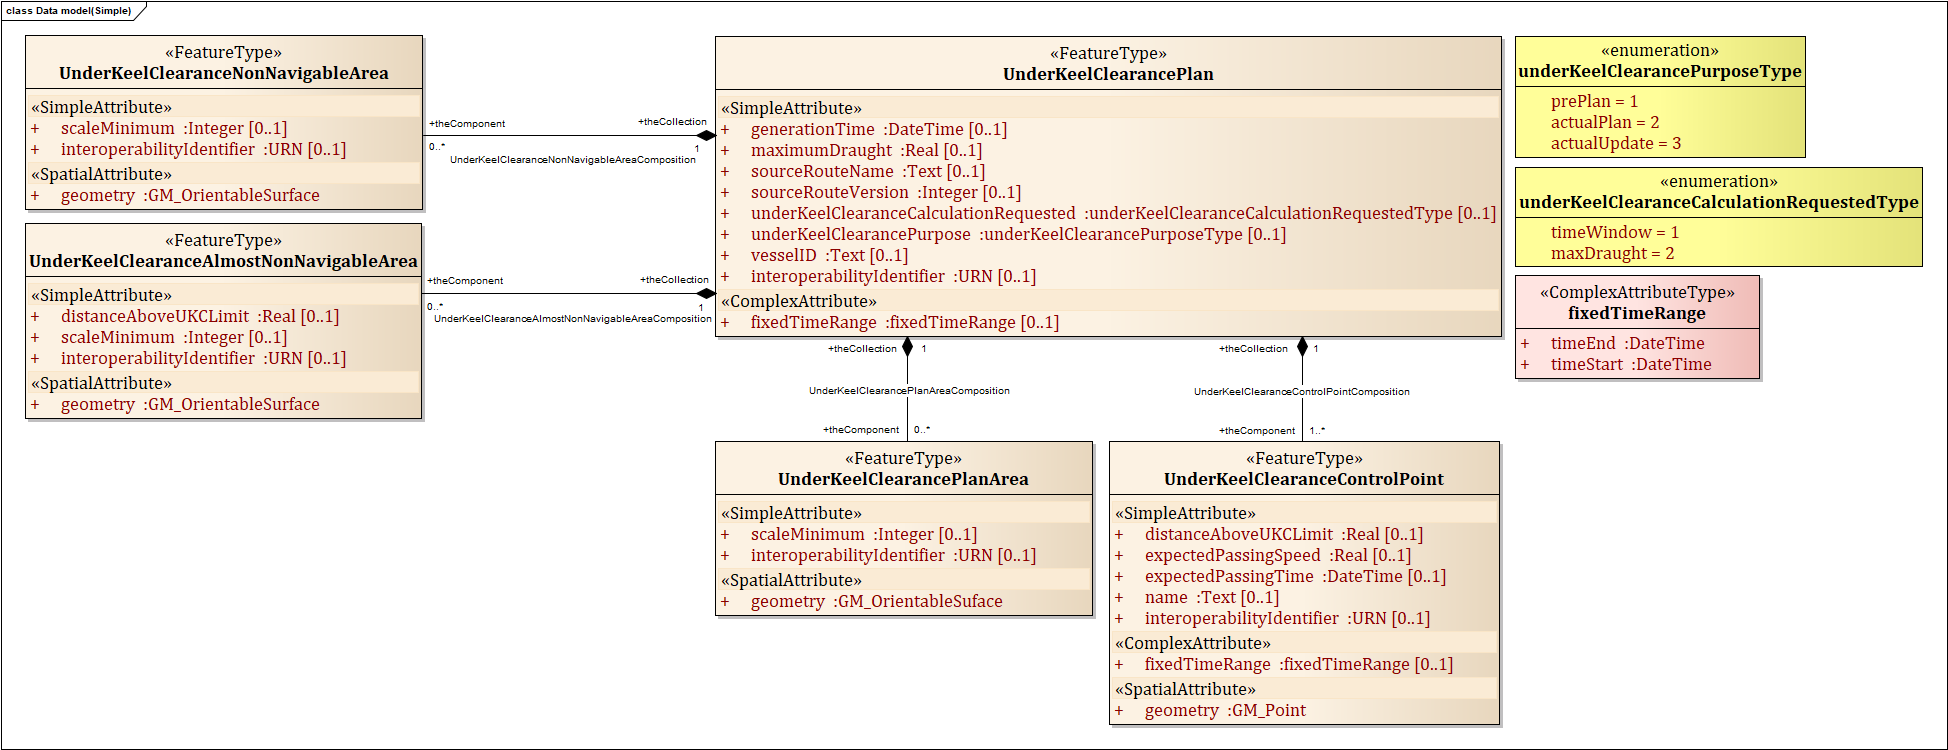 class Data model(Simple)
«FeatureType»
UnderKeelClearanceNonNavigableArea
«SimpleAttribute»
+ scaleMinimum :Integer [0..1]
+ interoperabilityIdentifier :URN [0..1]
«SpatialAttribute»
+ geometry :GM_OrientableSurface
«FeatureType»
UnderKeelClearanceAlmostNonNavigableArea
«SimpleAttribute»
+ distanceAboveUKCLimit :Real [0..1]
+ scaleMinimum :Integer [0..1]
+ interoperabilityIdentifier :URN [0..1]
«SpatialAttribute»
+ geometry :GM_OrientableSurface
+theComponent
+theCollection
0..*
1
UnderKeelClearanceNonNavigableAreaComposition
+theComponent
+theCollection
0..*
1
UnderKeelClearanceAlmostNonNavigableAreaComposition
«FeatureType»
UnderKeelClearancePlan
«SimpleAttribute»
+ generationTime :DateTime [0..1]
+ maximumDraught :Real [0..1]
+ sourceRouteName :Text [0..1]
+ sourceRouteVersion :Integer [0..1]
+ underKeelClearanceCalculationRequested :underKeelClearanceCalculationRequestedType [0..1]
+ underKeelClearancePurpose :underKeelClearancePurposeType [0..1]
+ vesselID :Text [0..1]
+ interoperabilityIdentifier :URN [0..1]
«ComplexAttribute»
+ fixedTimeRange :fixedTimeRange [0..1]
+theCollection
1
UnderKeelClearancePlanAreaComposition
+theComponent
0..*
+theCollection
1
UnderKeelClearanceControlPointComposition
+theComponent
1..*
«FeatureType»
UnderKeelClearancePlanArea
«SimpleAttribute»
+ scaleMinimum :Integer [0..1]
+ interoperabilityIdentifier :URN [0..1]
«SpatialAttribute»
+ geometry :GM_OrientableSuface
«FeatureType»
UnderKeelClearanceControlPoint
«SimpleAttribute»
+ distanceAboveUKCLimit :Real [0..1]
+ expectedPassingSpeed :Real [0..1]
+ expectedPassingTime :DateTime [0..1]
+ name :Text [0..1]
+ interoperabilityIdentifier :URN [0..1]
«ComplexAttribute»
+ fixedTimeRange :fixedTimeRange [0..1]
«SpatialAttribute»
+ geometry :GM_Point
«enumeration»
underKeelClearancePurposeType
prePlan = 1
actualPlan = 2
actualUpdate = 3
«enumeration»
underKeelClearanceCalculationRequestedType
timeWindow = 1
maxDraught = 2
«ComplexAttributeType»
fixedTimeRange
+ timeEnd :DateTime
+ timeStart :DateTime